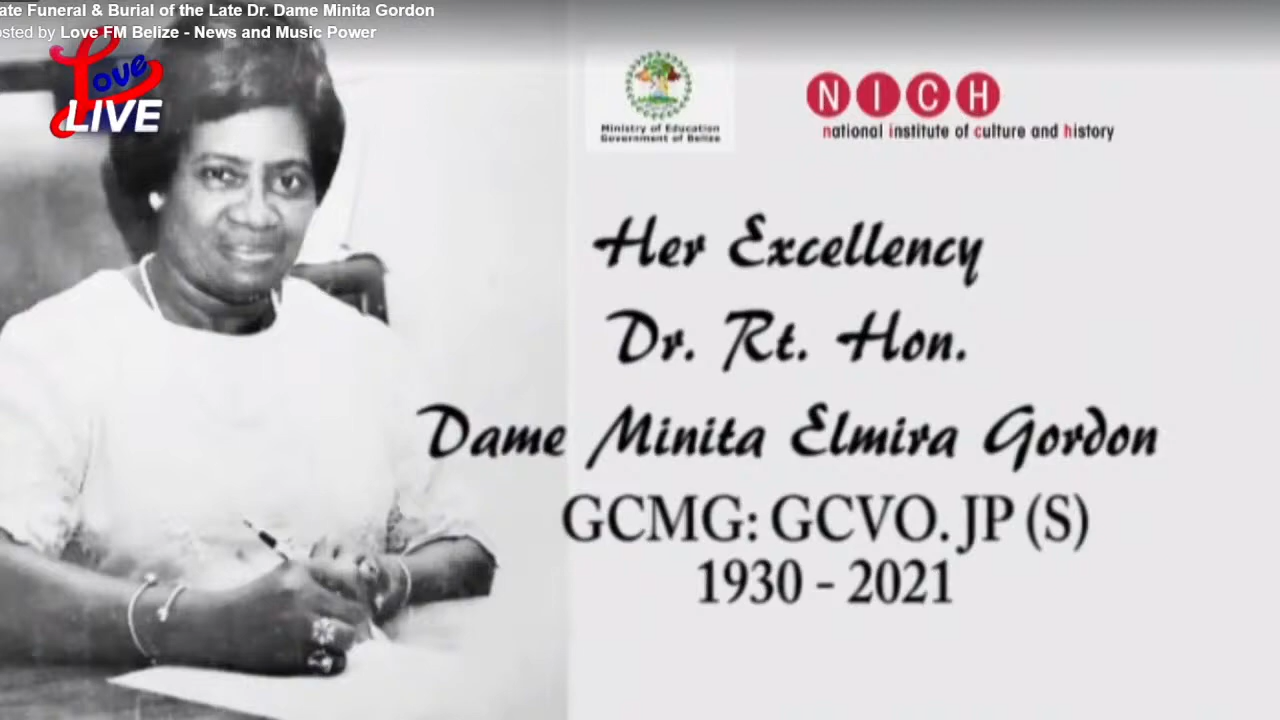 ate Funeral & Burial of the Late Dr. Dame Minita Gordon
osted by Love FM Belize - News and Music Power
Love
LIVE
Ministry of Education
Government of Belize
NICH
national institute of culture and history
Her Excellency
Dr. Rt. Hon.
Dame Minita Elmira Gordon
GCMG: GCVO. JP (S)
1930 - 2021